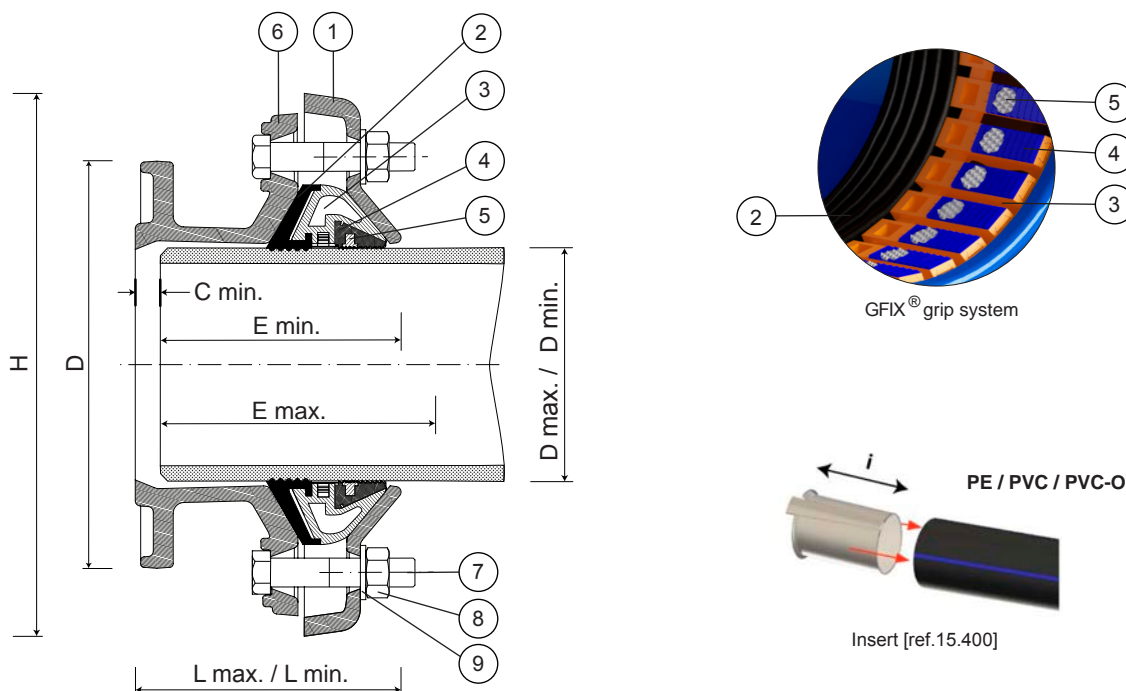 6
1
2
3
4
5
C min.
E min.
E max.
H
D
D max. / D min.
7
8
9
L max. / L min.
5
4
3
2
GFIX® grip system
i
PE / PVC / PVC-O
Insert [ref.15.400]